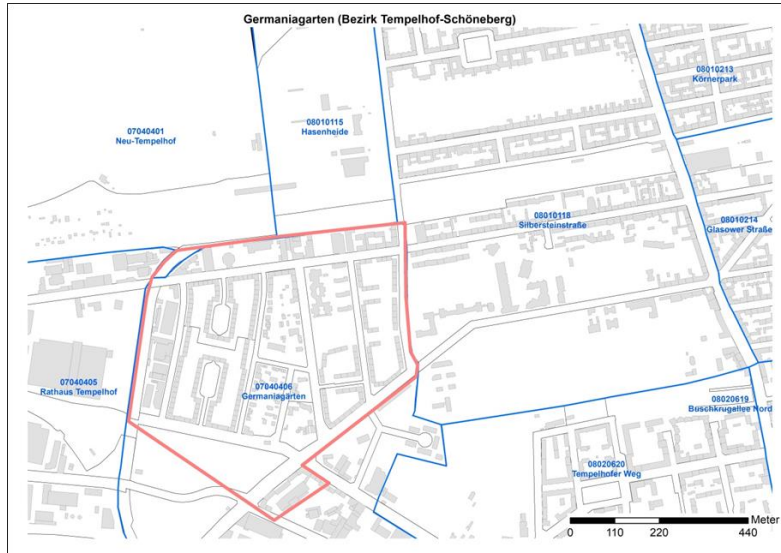 Germaniagarten (Bezirk Tempelhof-Schöneberg)
08010213
Körnerpark
07040401
Neu-Tempelhof
08010115
Hasenheide
08010118
Silbersteinstraße
08010214
Glasower Straße
07040405
Rathaus Tempelhof
07040406
Germaniagarten
08020619
Buschkrugallee Nord
08020620
Tempelhofer Weg
Meter
0 110 220 440